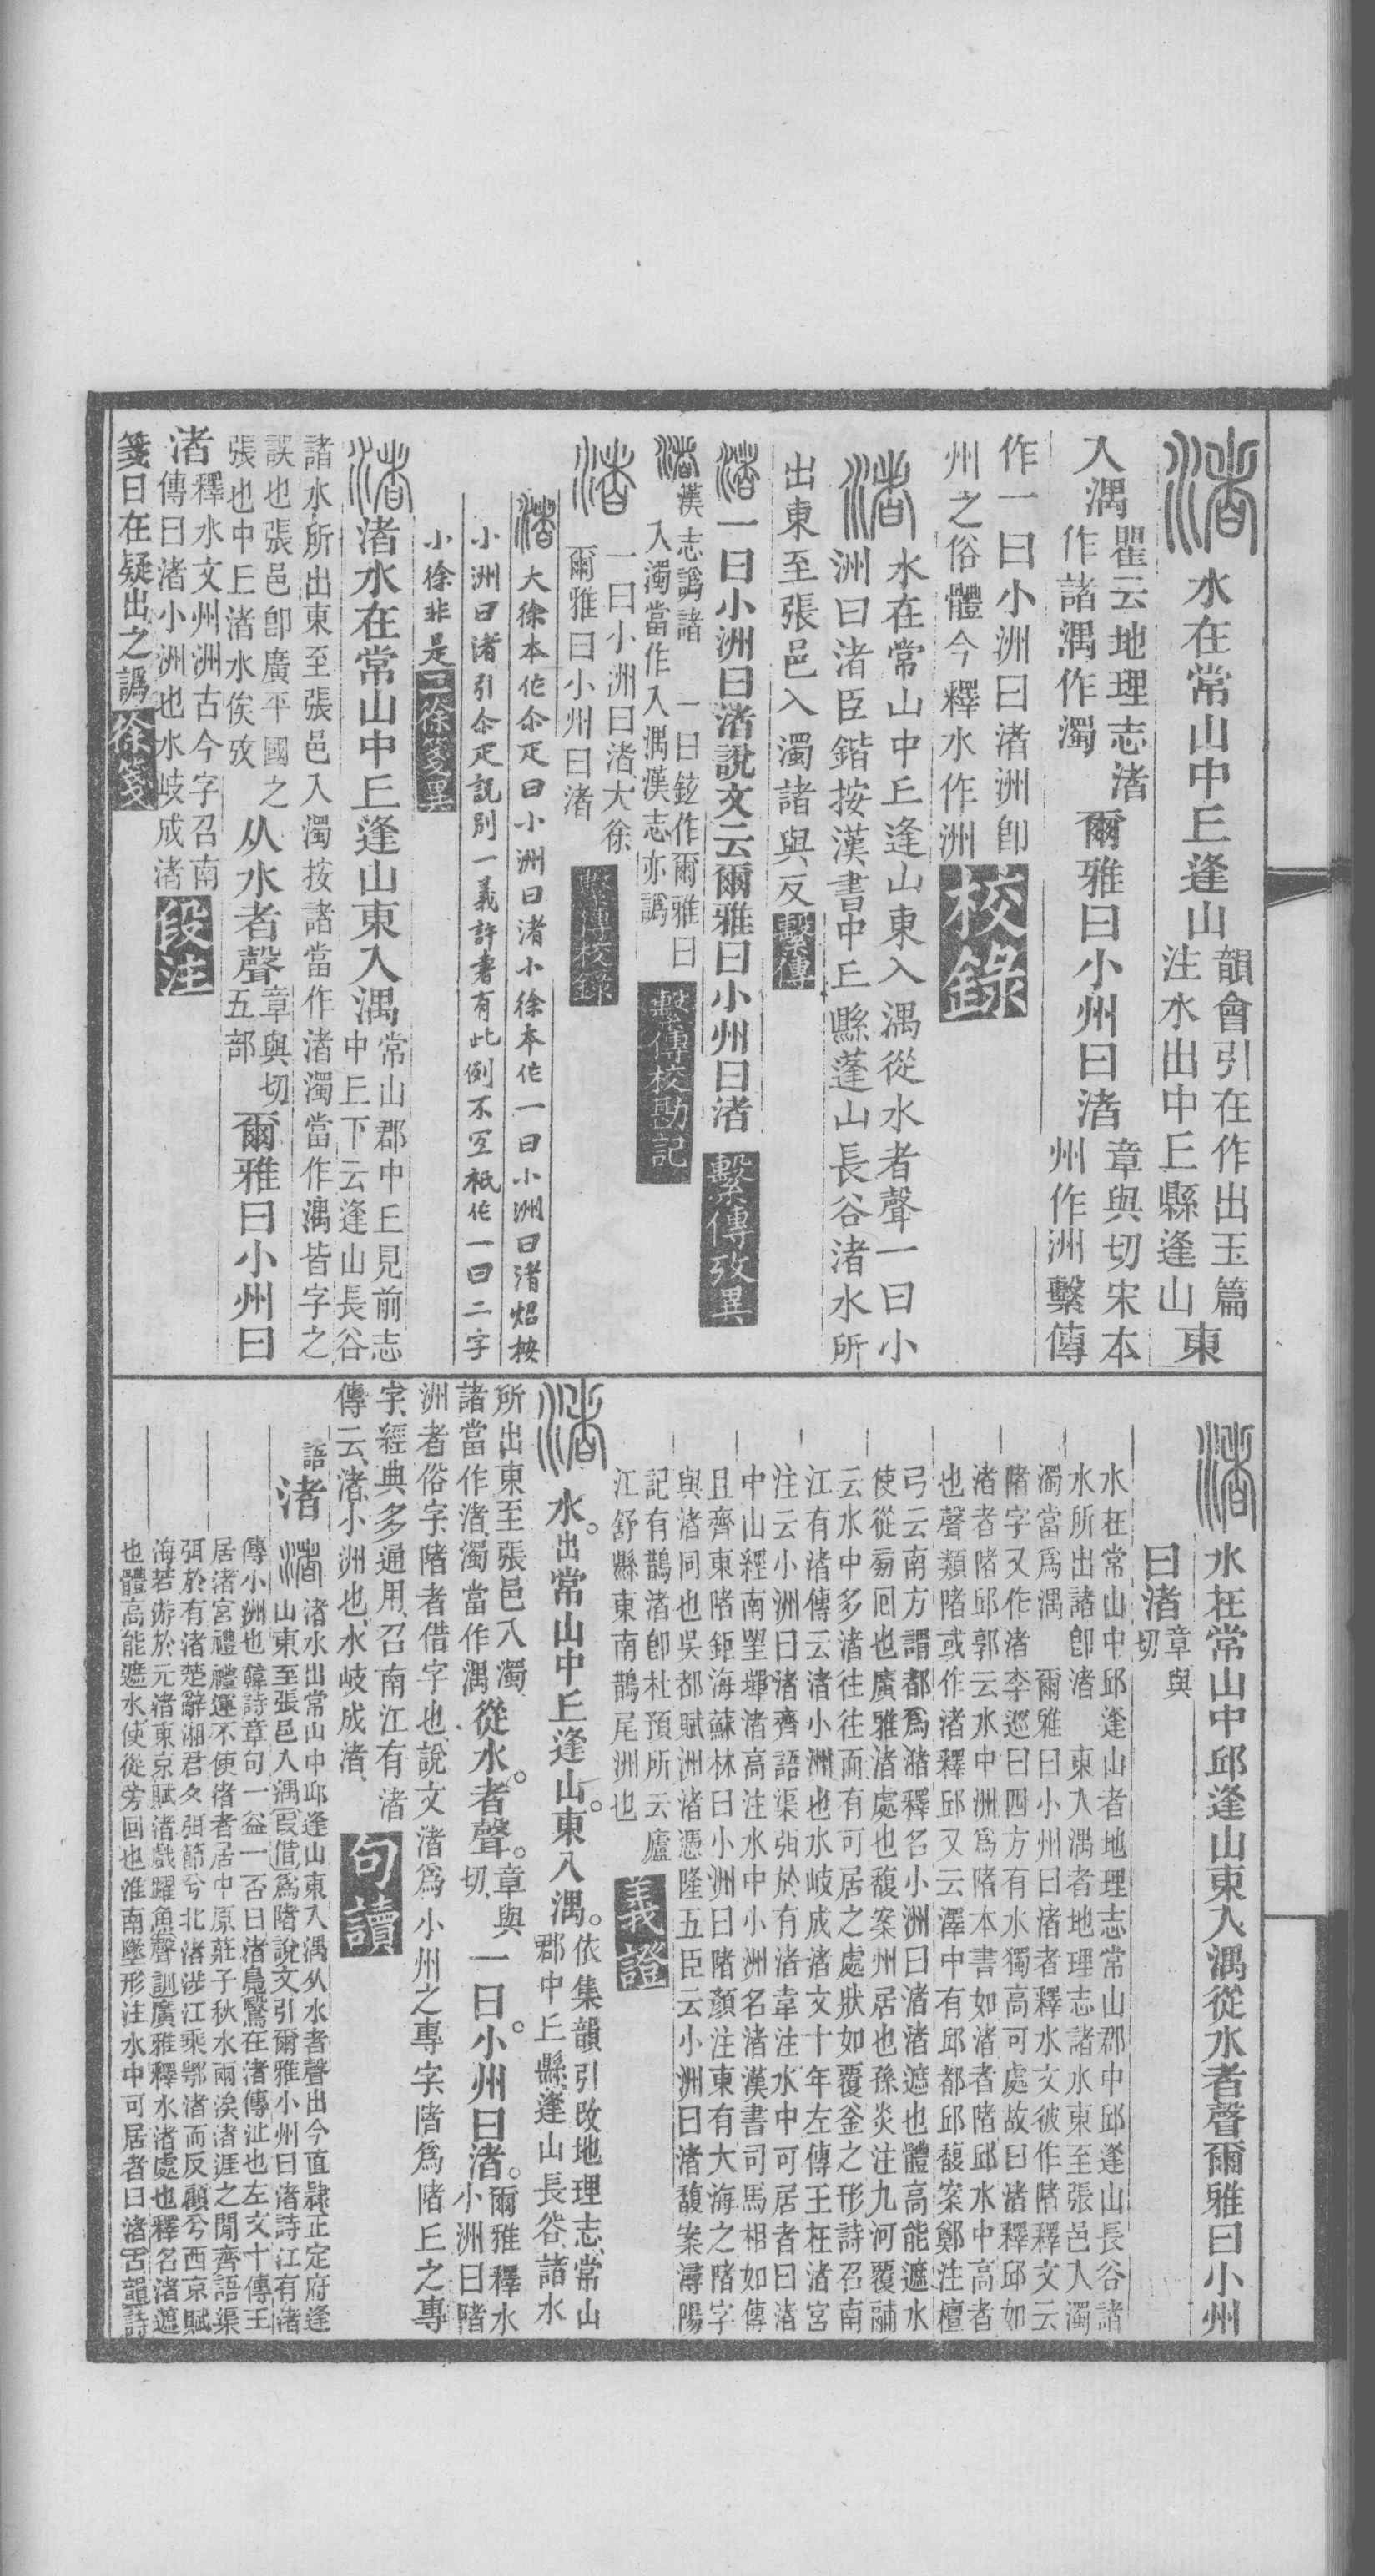 渚 水在常山中丘逢山 韻會引在作出玉篇 注水出中丘縣逢山 東
入湡 瞿云地理志渚 作諸湡作濁 爾雅曰小州曰渚 章與切宋本 州作洲繫傳
作一曰小洲曰渚洲卽
州之俗體今釋水作洲 校錄
渚 水在常山中丘逢山東入湡從水者聲一曰小
洲曰渚臣鍇按漢書中丘縣蓬山長谷渚水所
出東至張邑入濁諸與反 繫傳
渚 一曰小洲曰渚說文云爾雅曰小州曰渚 繫傳攷異
渚 漢志譌諸 入濁當作入湡漢志亦譌 一曰鉉作爾雅曰 繫傳校勘記
渚 一曰小洲曰渚大徐
爾雅曰小州曰渚 繫傳校錄
渚 大徐本作尒疋曰小洲曰渚小徐本作一曰小洲曰渚炤按
小洲曰渚引尒疋説別一義許書有此例不宐祇作一曰二字
小徐非是 二徐箋異
渚 渚水在常山中丘逢山東入湡 常山郡中丘見前志 中丘下云逢山長谷
諸水所出東至張邑入濁按諸當作渚濁當作湡皆字之
誤也張邑卽廣平國之
張也中丘渚水俟攷 从水者聲 章與切 五部 爾雅曰小州曰
渚 釋水文州洲古今字召南
傳曰渚小洲也水岐成渚 段注
箋曰在疑出之譌 徐箋
渚 水在常山中邱逢山東入湡從水者聲爾雅曰小州
曰渚 章與 切
水在常山中邱逢山者地理志常山郡中邱逢山長谷諸
水所出諸卽渚 東入湡者地理志諸水東至張邑入濁
濁當爲湡 爾雅曰小州曰渚者釋水文彼作陼釋文云
陼字又作渚李巡曰四方有水獨高可處故曰渚釋邱如
渚者陼邱郭云水中洲爲陼本書如渚者陼邱水中高者
也聲類陼或作渚釋邱又云澤中有邱都邱馥案鄭注檀
弓云南方謂都爲豬釋名小洲曰渚渚遮也體高能遮水
使從㫄回也廣雅渚處也馥案州居也孫炎注九河覆鬴
云水中多渚往往而有可居之處狀如覆釜之形詩召南
江有渚傳云渚小洲也水岐成渚文十年左傳王在渚宮
注云小洲曰渚齊語渠弭於有渚韋注水中可居者曰渚
中山經南望墠渚高注水中小洲名渚漢書司馬相如傳
且齊東陼鉅海蘇林曰小洲曰陼顏注東有大海之陼字
與渚同也吳都賦洲渚憑隆五臣云小洲曰渚馥案潯陽
記有鵲渚卽杜預所云廬
江舒縣東南鵲尾洲也 義證
渚 水。出常山中丘逢山。東入湡。 依集韻引改地理志常山 郡中丘縣逢山長谷諸水
所出東至張邑入濁
諸當作渚濁當作湡 從水。者聲。 章與 切 一曰。小州曰渚。 爾雅釋水 小洲曰陼
洲者俗字陼者借字也說文渚爲小州之專字陼爲陼丘之專
字經典多通用召南江有渚
傳云渚小洲也水岐成渚 句讀
語 渚 渚水出常山中邱逢山東入湡从水者聲出今直隸正定府逢
山東至張邑入湡叚借爲陼說文引爾雅小州曰渚詩江有渚
傳小洲也韓詩章句一益一否曰渚鳧鷖在渚傳沚也左文十傳王
居渚宮禮禮運不使渚者居中原莊子秋水兩涘渚涯之閒齊語渠
弭於有渚楚辭湘君夕弭節兮北渚涉江乘鄂渚而反顧兮西京賦
海若游於元渚東京賦渚戲躍魚聲訓廣雅釋水渚處也釋名渚遮
也體高能遮水使從旁回也淮南墜形注水中可居者曰渚古韻詩